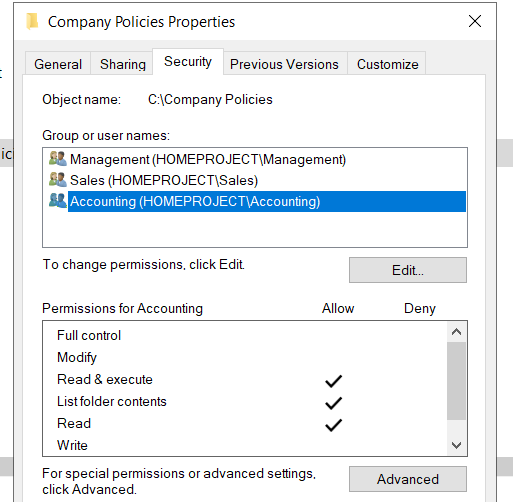 Company Policies Properties
General Sharing Security Previous Versions Customize
Object name: C:\Company Policies
Group or user names:
Management (HOMEPROJECT\Management)
Sales (HOMEPROJECT\Sales)
Accounting (HOMEPROJECT\Accounting)
To change permissions, click Edit.
Edit...
Permissions for Accounting Allow Deny
Full control
Modify
Read & execute
List folder contents
Read
Write
For special permissions or advanced settings,
click Advanced.
Advanced